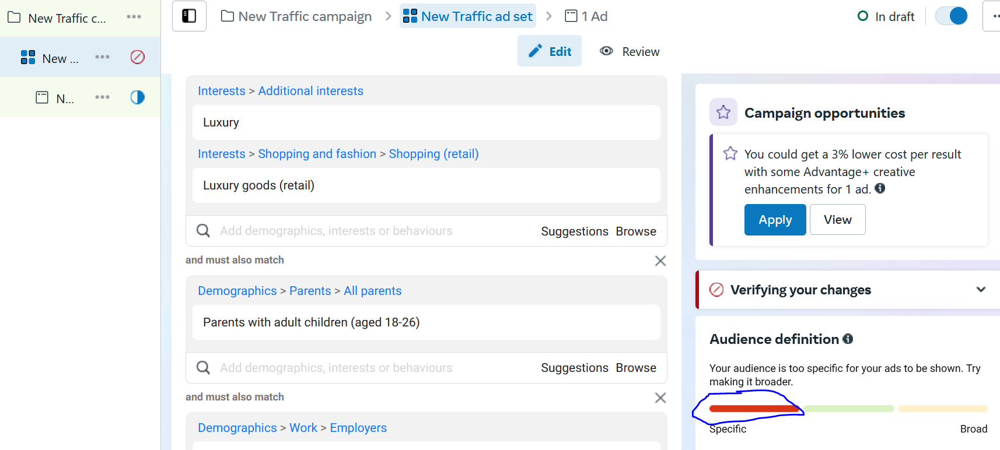 New Traffic c...
New ...
N...
New Traffic campaign
New Traffic ad set
1 Ad
In draft
Edit
Review
Interests > Additional interests
Luxury
Interests > Shopping and fashion > Shopping (retail)
Luxury goods (retail)
Add demographics, interests or behaviours
Suggestions
Browse
and must also match
Demographics > Parents > All parents
Parents with adult children (aged 18-26)
Add demographics, interests or behaviours
Suggestions
Browse
and must also match
Demographics > Work > Employers
Campaign opportunities
You could get a 3% lower cost per result
with some Advantage+ creative
enhancements for 1 ad.
Apply
View
Verifying your changes
Audience definition
Your audience is too specific for your ads to be shown. Try
making it broader.
Specific
Broad